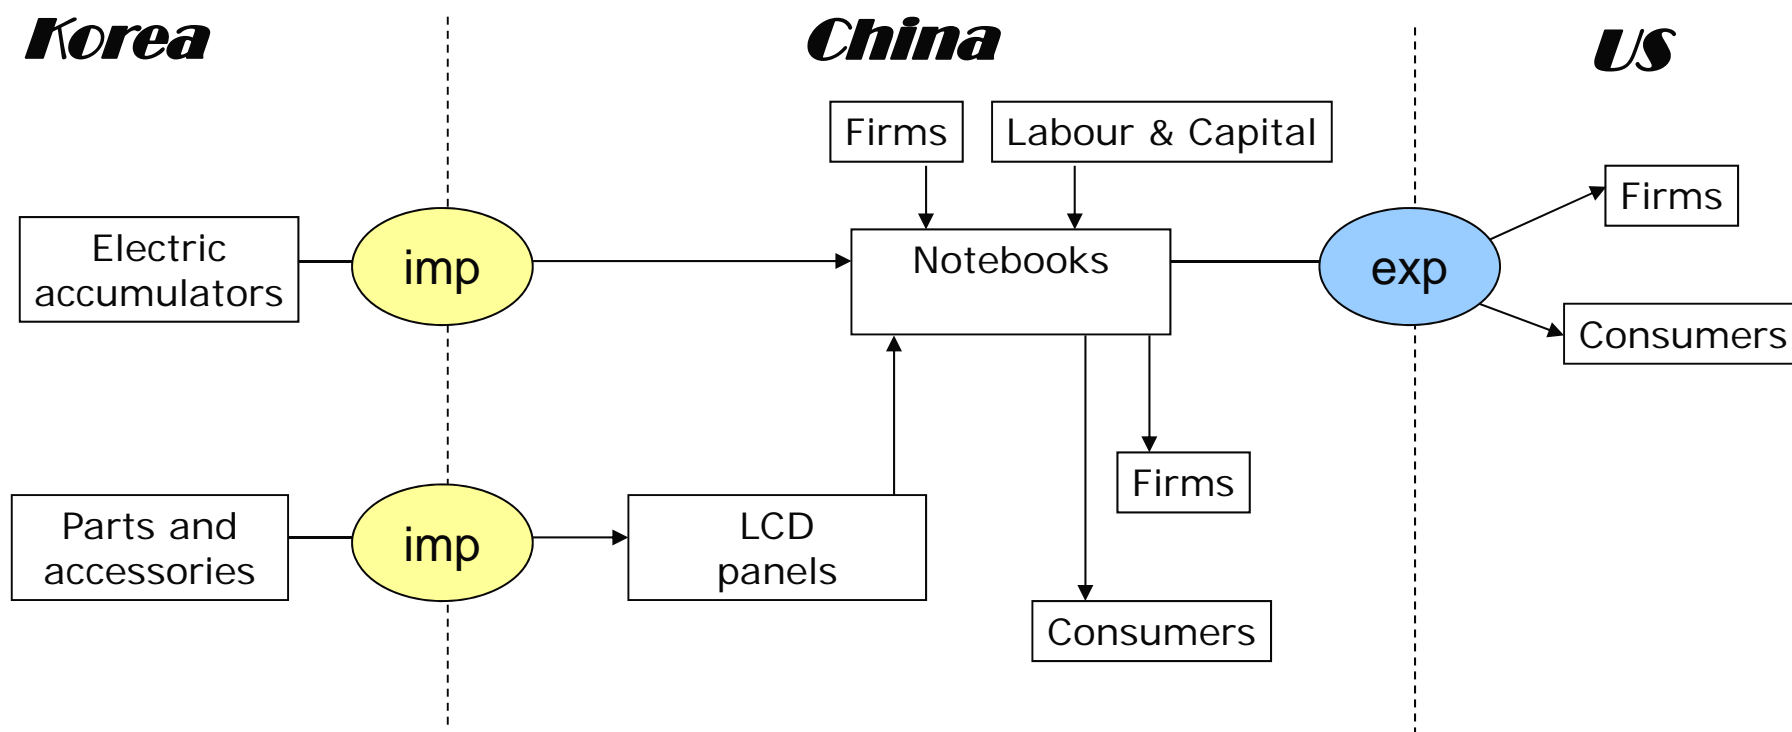 Korea
China
US
Firms
Labour & Capital
Firms
Electric
accumulators
imp
Notebooks
exp
Consumers
Firms
Parts and
accessories
imp
LCD
panels
Consumers